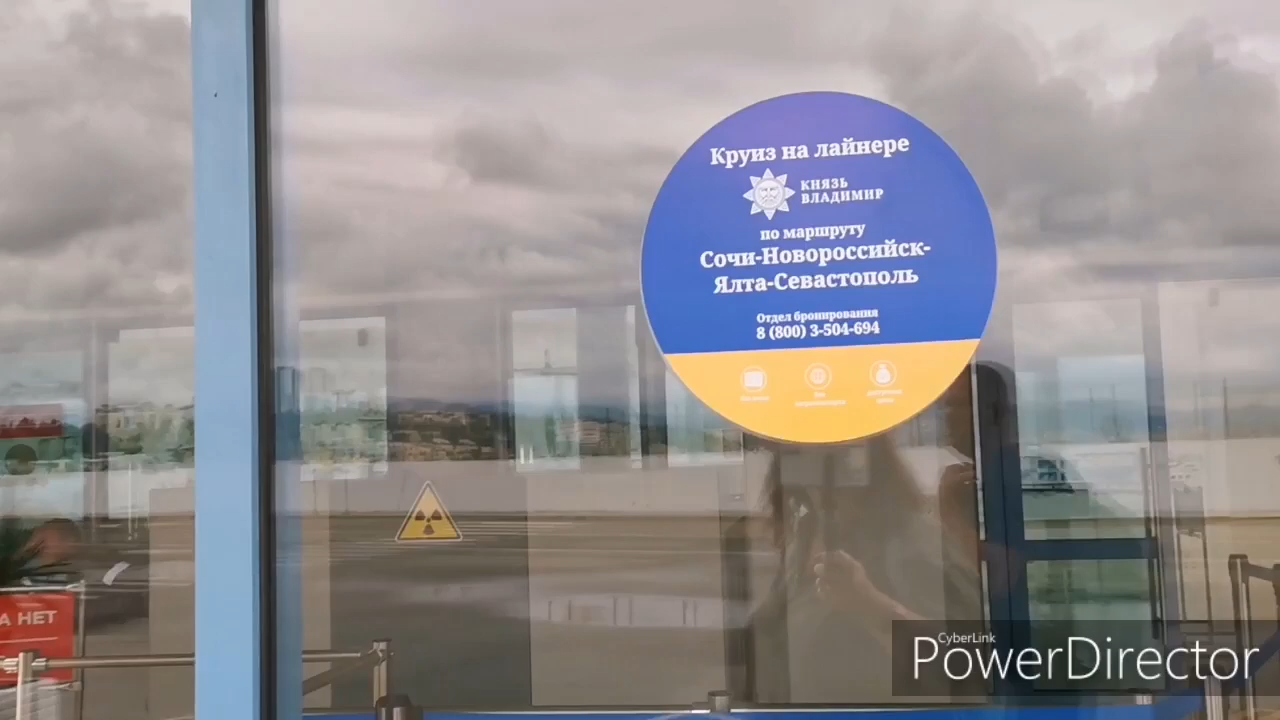 Круиз на лайнере
КНЯЗЬ
ВЛАДИМИР
по маршруту
Сочи-Новороссийск-
Ялта-Севастополь
Отдел бронирования
8 (800) 3-504-694
А НЕТ
CyberLink
PowerDirector